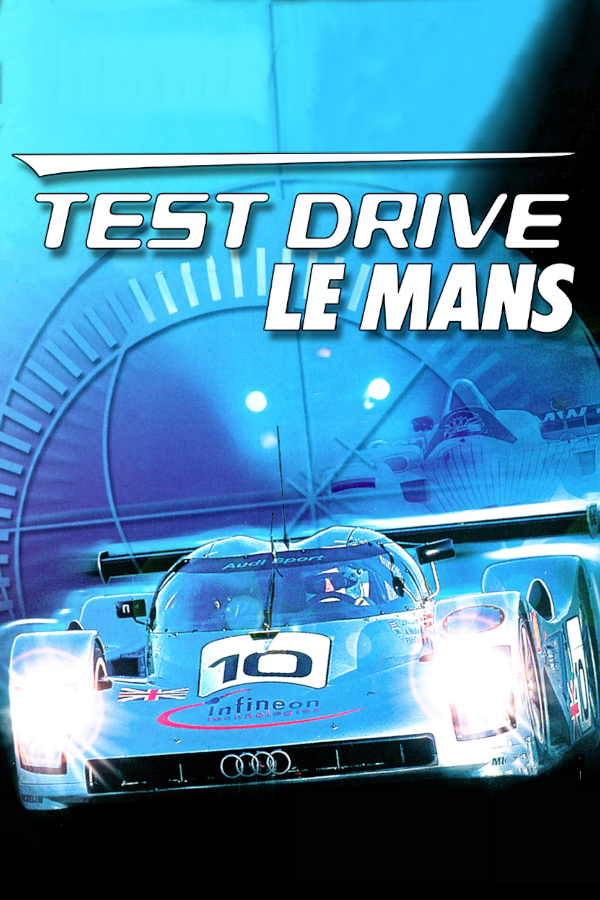 TEST DRIVE
LE MANS
Audi Sport
10
Infineon
technologies